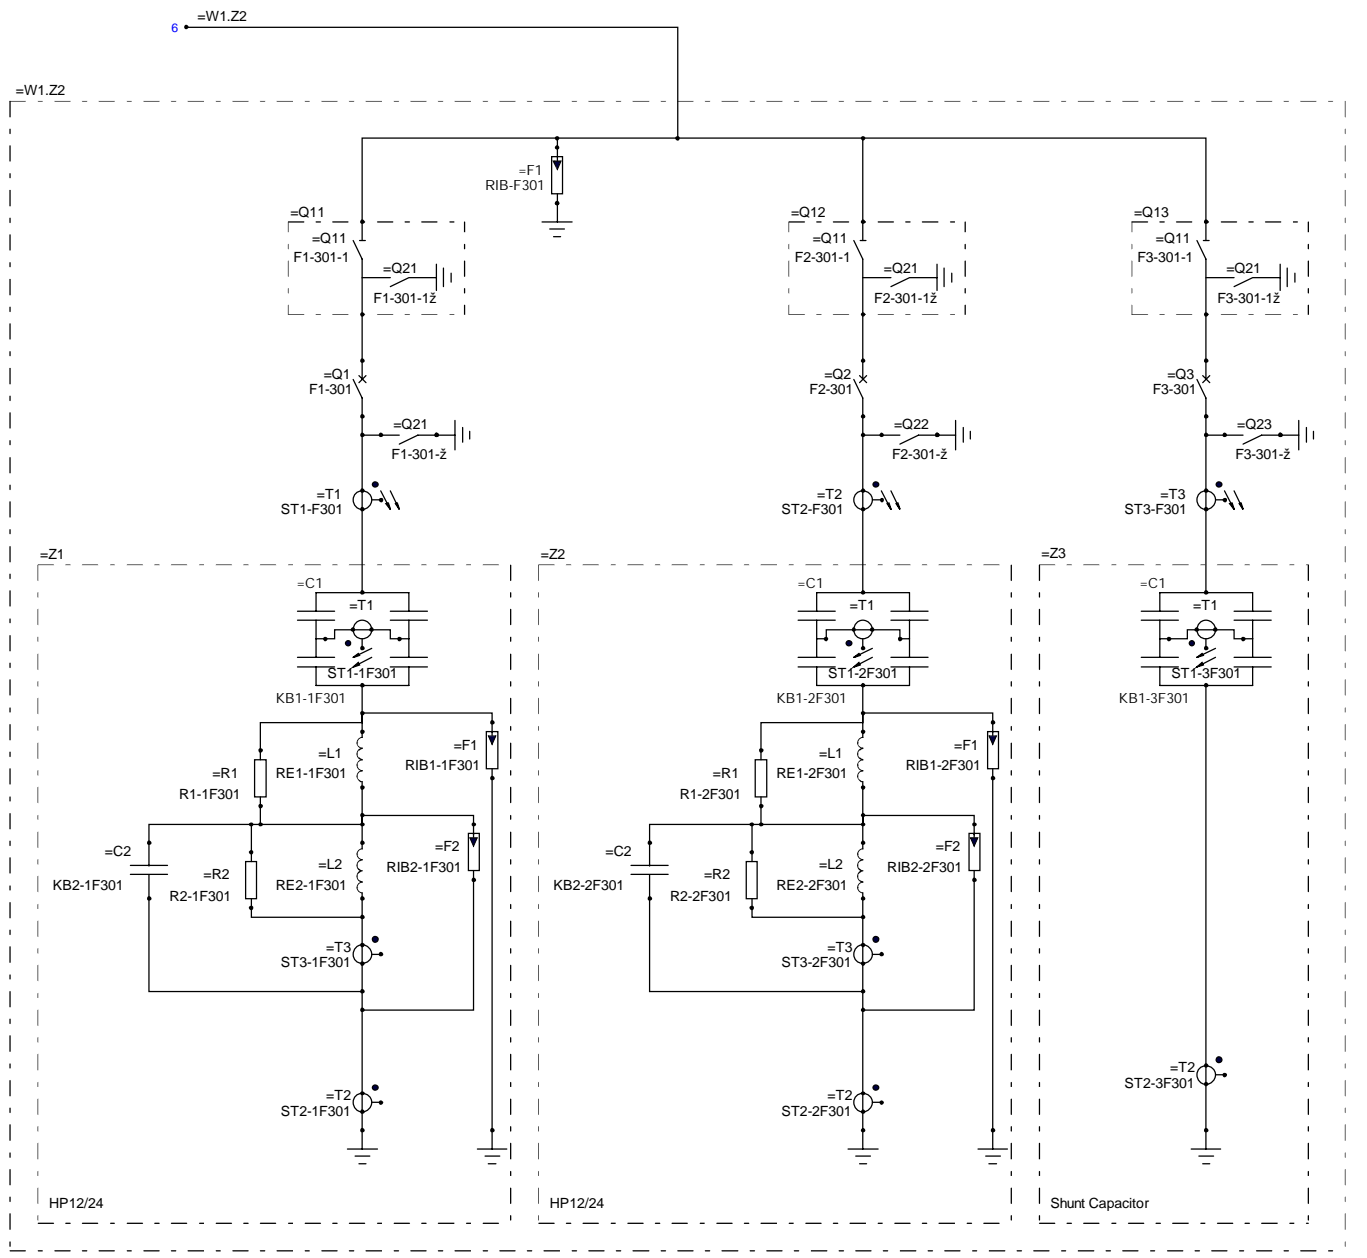 =W1.Z2
6
=W1.Z2
=F1
RIB-F301
=Q11
=Q11
F1-301-1
=Q21
F1-301-1ž
=Q12
=Q11
F2-301-1
=Q21
F2-301-1ž
=Q13
=Q11
F3-301-1
=Q21
F3-301-1ž
=Q1
F1-301
=Q2
F2-301
=Q3
F3-301
=Q21
F1-301-ž
=Q22
F2-301-ž
=Q23
F3-301-ž
=T1
ST1-F301
=T2
ST2-F301
=T3
ST3-F301
=Z1
=C1
=T1
ST1-1F301
KB1-1F301
=F1
RIB1-1F301
=L1
RE1-1F301
=R1
R1-1F301
=C2
KB2-1F301
=R2
R2-1F301
=L2
RE2-1F301
=F2
RIB2-1F301
=T3
ST3-1F301
=T2
ST2-1F301
HP12/24
=Z2
=C1
=T1
ST1-2F301
KB1-2F301
=F1
RIB1-2F301
=L1
RE1-2F301
=R1
R1-2F301
=C2
KB2-2F301
=R2
R2-2F301
=L2
RE2-2F301
=F2
RIB2-2F301
=T3
ST3-2F301
=T2
ST2-2F301
HP12/24
=Z3
=C1
=T1
ST1-3F301
KB1-3F301
=T2
ST2-3F301
Shunt Capacitor